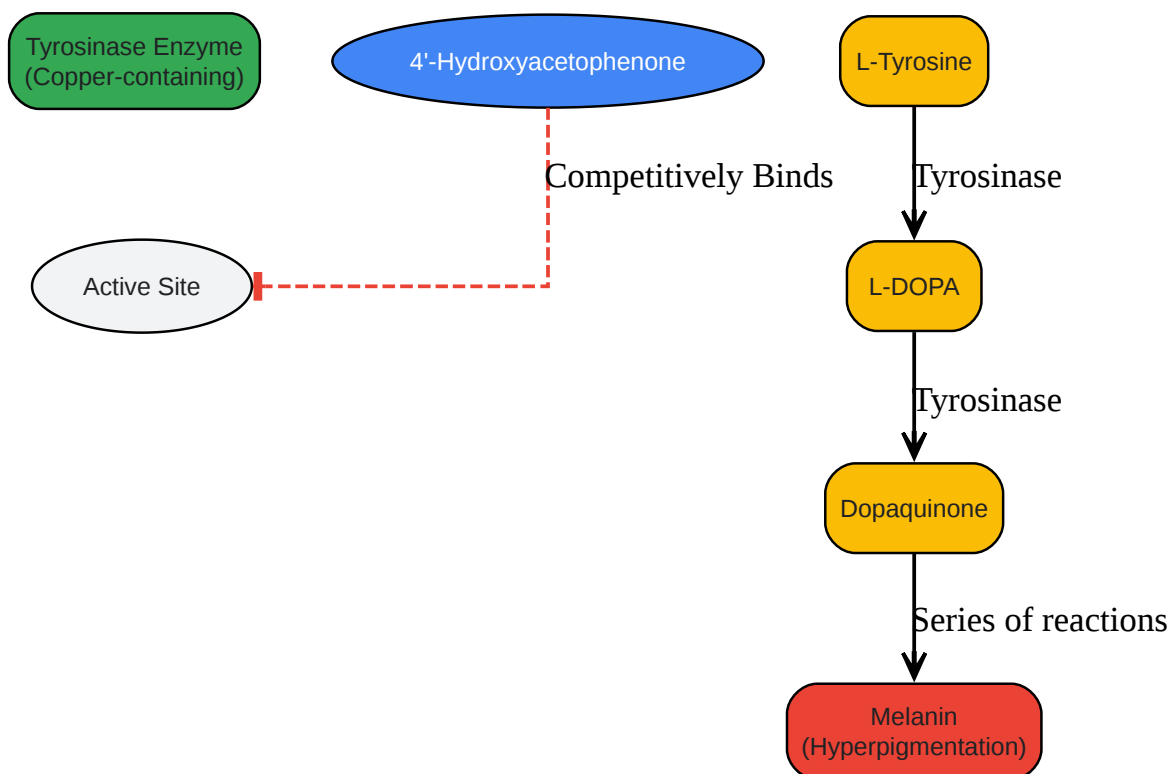 Tyrosinase Enzyme
(Copper-containing)
4'-Hydroxyacetophenone
L-Tyrosine
Competitively Binds
Tyrosinase
Active Site
L-DOPA
Tyrosinase
Dopaquinone
Series of reactions
Melanin
(Hyperpigmentation)